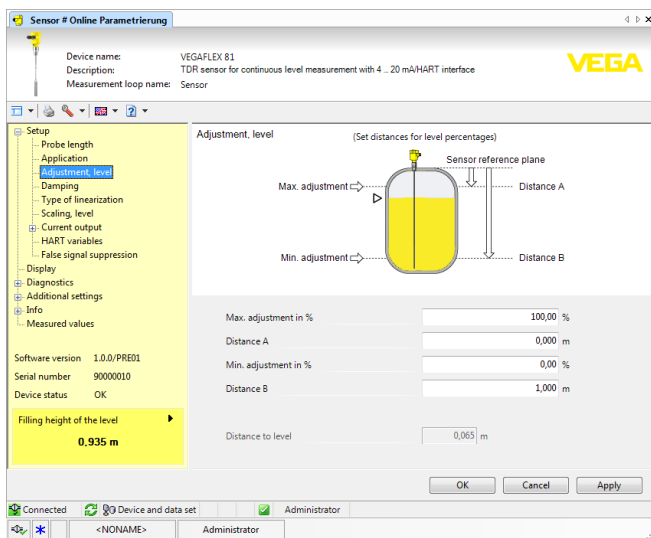 Sensor # Online Parametrierung
Device name: VEGAFLEX 81
Description: TDR sensor for continuous level measurement with 4 .. 20 mA/HART interface
Measurement loop name: Sensor
VEGA
Setup
Probe length
Application
Adjustment, level
Damping
Type of linearization
Scaling, level
Current output
HART variables
False signal suppression
Display
Diagnostics
Additional settings
Info
Measured values
Software version 1.0.0/PRE01
Serial number 90000010
Device status OK
Filling height of the level
0,935 m
Adjustment, level (Set distances for level percentages)
Sensor reference plane
Max. adjustment Distance A
Min. adjustment Distance B
Max. adjustment in % 100,00 %
Distance A 0,000 m
Min. adjustment in % 0,00 %
Distance B 1,000 m
Distance to level 0,065 m
OK Cancel Apply
Connected Device and data set Administrator
<NONAME> Administrator